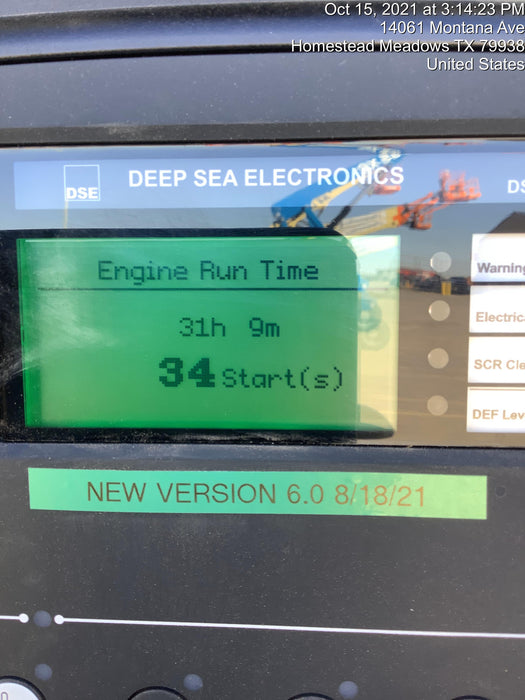 Oct 15, 2021 at 3:14:23 PM
14061 Montana Ave
Homestead Meadows TX 79938
United States
DSE
DEEP SEA ELECTRONICS
DS
Engine Run Time
31h 9m
34 Start(s)
Warning
Electric
SCR Cle
DEF Lev
NEW VERSION 6.0 8/18/21